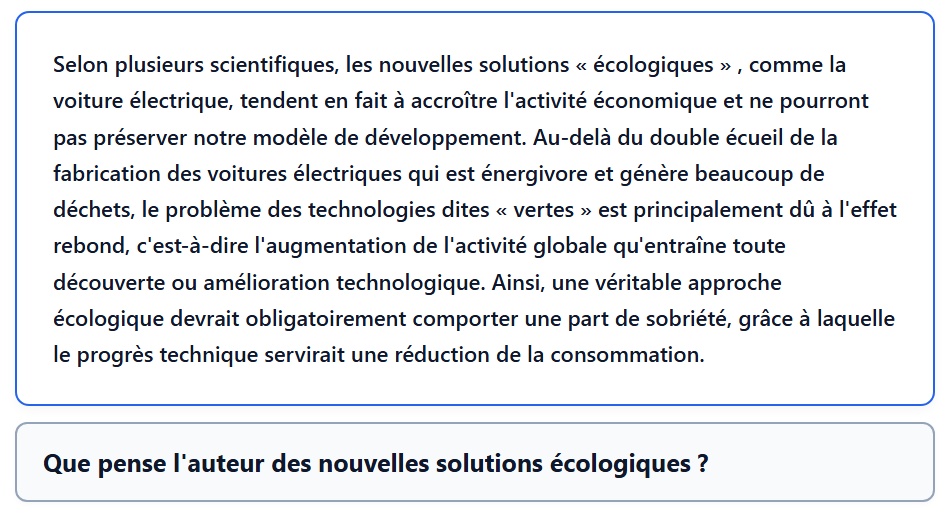 Selon plusieurs scientifiques, les nouvelles solutions « écologiques » , comme la
voiture électrique, tendent en fait à accroître l'activité économique et ne pourront
pas préserver notre modèle de développement. Au-delà du double écueil de la
fabrication des voitures électriques qui est énergivore et génère beaucoup de
déchets, le problème des technologies dites « vertes » est principalement dû à l'effet
rebond, c'est-à-dire l'augmentation de l'activité globale qu'entraîne toute
découverte ou amélioration technologique. Ainsi, une véritable approche
écologique devrait obligatoirement comporter une part de sobriété, grâce à laquelle
le progrès technique servirait une réduction de la consommation.
Que pense l'auteur des nouvelles solutions écologiques ?